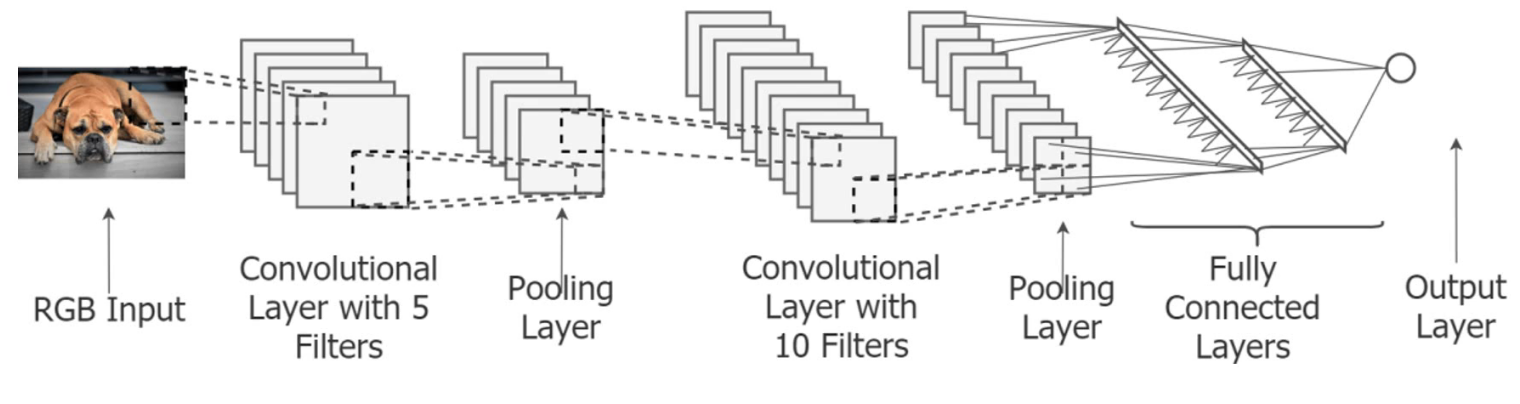 RGB Input
Convolutional
Layer with 5
Filters
Pooling
Layer
Convolutional
Layer with
10 Filters
Pooling
Layer
Fully
Connected
Layers
Output
Layer